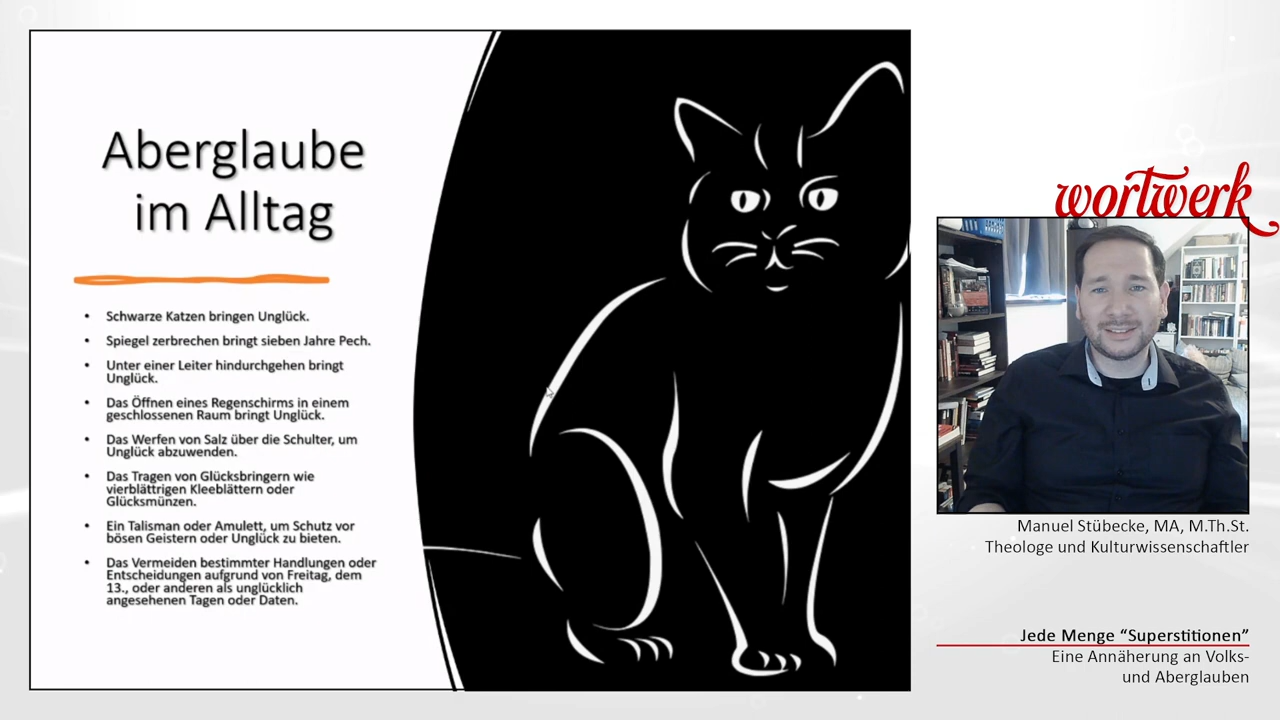 Aberglaube
im Alltag
• Schwarze Katzen bringen Unglück.
• Spiegel zerbrechen bringt sieben Jahre Pech.
• Unter einer Leiter hindurchgehen bringt
Unglück.
• Das Öffnen eines Regenschirms in einem
geschlossenen Raum bringt Unglück.
• Das Werfen von Salz über die Schulter, um
Unglück abzuwenden.
• Das Tragen von Glücksbringern wie
vierblättrigen Kleeblättern oder
Glücksmünzen.
• Ein Talisman oder Amulett, um Schutz vor
bösen Geistern oder Unglück zu bieten.
• Das Vermeiden bestimmter Handlungen oder
Entscheidungen aufgrund von Freitag, dem
13., oder anderen als unglücklich
angesehenen Tagen oder Daten.
wortwerk
Manuel Stübecke, MA, M.Th.St.
Theologe und Kulturwissenschaftler
Jede Menge “Superstitionen”
Eine Annäherung an Volks-
und Aberglauben